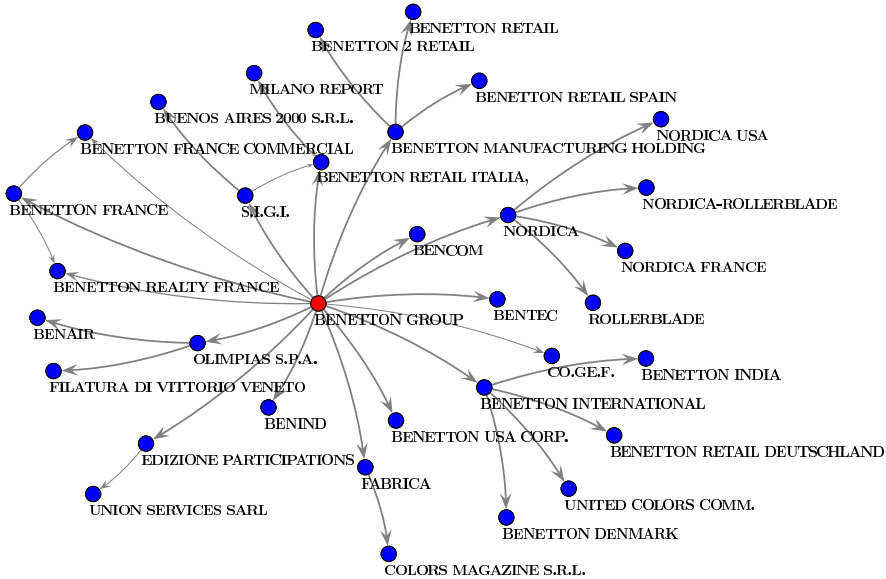 BENETTON RETAIL
BENETTON 2 RETAIL
MILANO REPORT
BENETTON RETAIL SPAIN
BUENOS AIRES 2000 S.R.L.
NORDICA USA
BENETTON FRANCE COMMERCIAL
BENETTON MANUFACTURING HOLDING
BENETTON RETAIL ITALIA,
NORDICA-ROLLERBLADE
BENETTON FRANCE
S.I.G.I.
NORDICA
BENCOM
NORDICA FRANCE
BENETTON REALTY FRANCE
BENTEC
ROLLERBLADE
BENETTON GROUP
BENAIR
OLIMPIAS S.P.A.
CO.GE.F.
BENETTON INDIA
FILATURA DI VITTORIO VENETO
BENETTON INTERNATIONAL
BENIND
BENETTON USA CORP.
BENETTON RETAIL DEUTSCHLAND
EDIZIONE PARTICIPATIONS
FABRICA
UNITED COLORS COMM.
UNION SERVICES SARL
BENETTON DENMARK
COLORS MAGAZINE S.R.L.